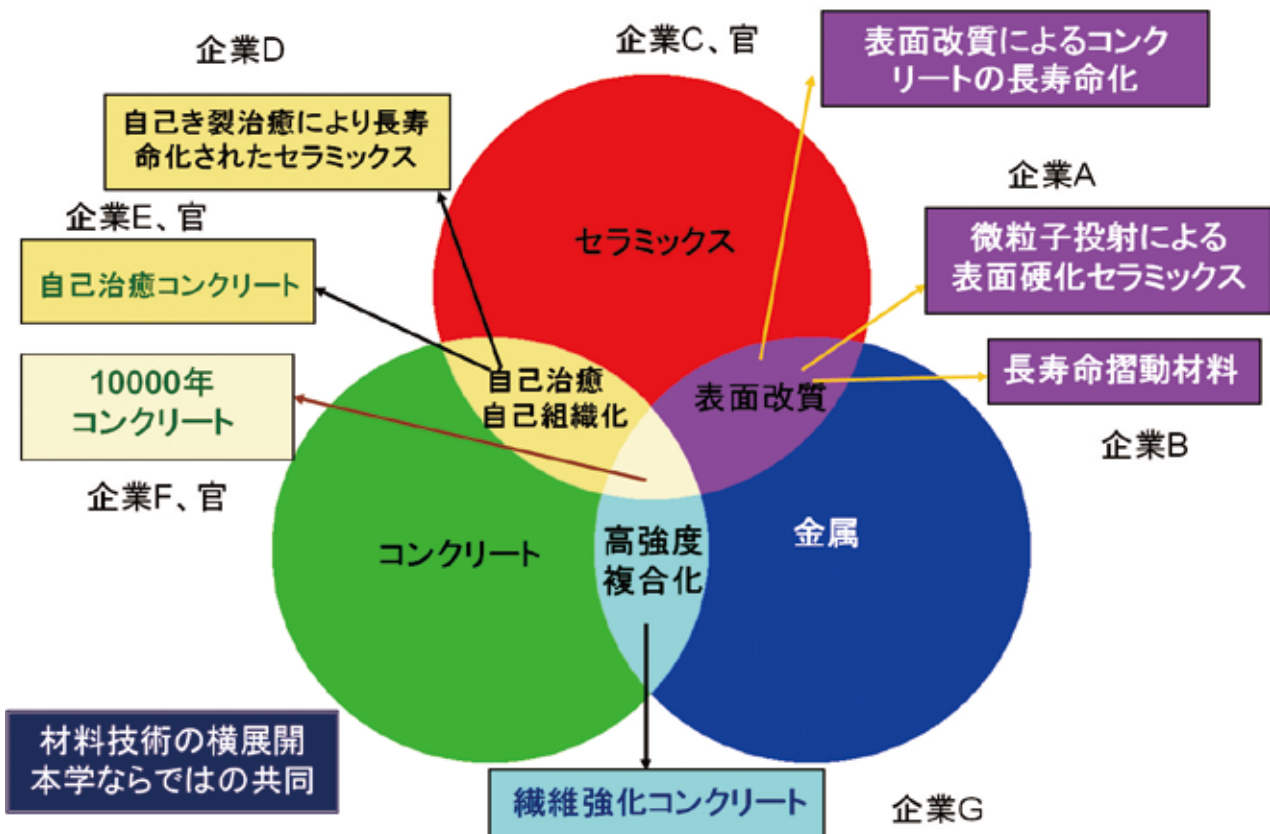 企業D
企業C、官
表面改質によるコンク
リートの長寿命化
自己き裂治癒により長寿
命化されたセラミックス
企業A
企業E、官
セラミックス
微粒子投射による
表面硬化セラミックス
自己治癒コンクリート
10000年
コンクリート
自己治癒
自己組織化
表面改質
長寿命摺動材料
企業B
企業F、官
コンクリート
高強度
複合化
金属
材料技術の横展開
本学ならではの共同
繊維強化コンクリート
企業G